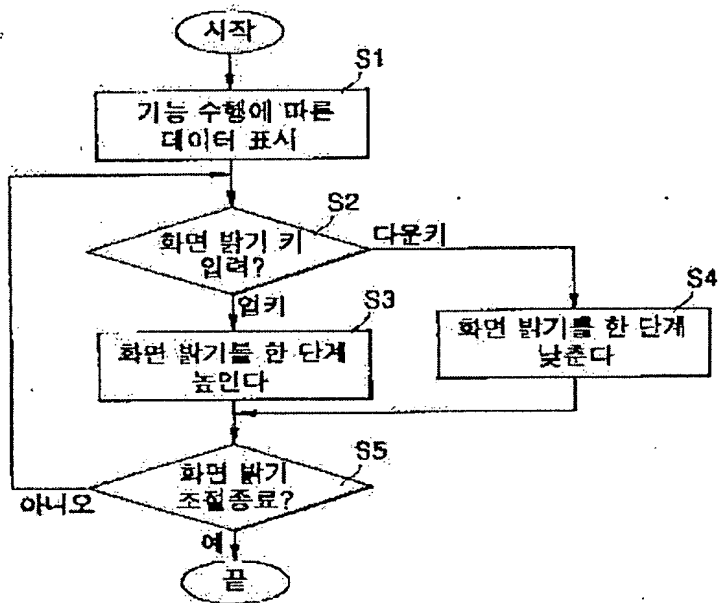 시작
S1
기능 수행에 따른
데이터 표시
S2
화면 밝기 키
입력?
다운키
업키
S3
화면 밝기를 한 단계
높인다
S4
화면 밝기를 한 단계
낮춘다
S5
화면 밝기
조절종료?
아니오
예
끝